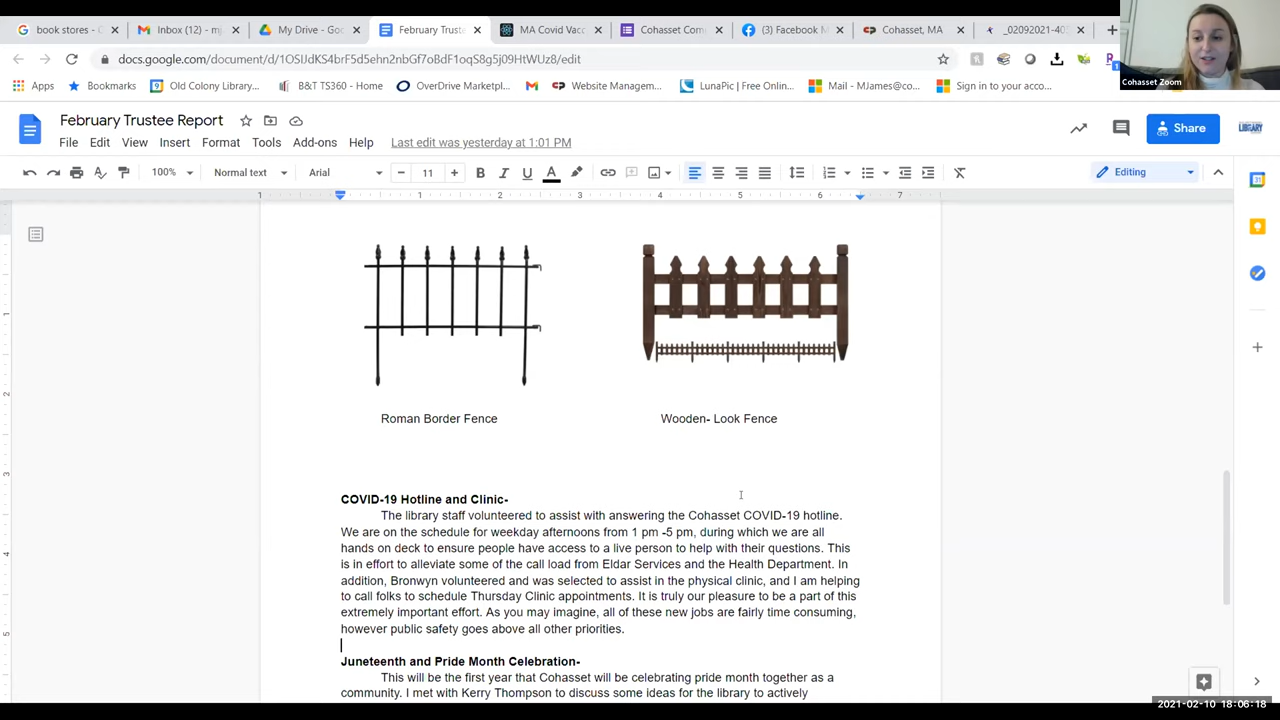 book stores - G
Inbox (12) - mj
My Drive - Goo
February Truste
MA Covid Vacc
Cohasset Com
(3) Facebook M
Cohasset, MA
docs.google.com/document/d/
/edit
Apps
Bookmarks
Old Colony Library...
B&T TS360 - Home
OverDrive Marketpl...
Website Managem...
LunaPic | Free Onlin...
Mail - MJames@co...
Sign in to your acco...
Cohasset Zoom
February Trustee Report
File Edit View Insert Format Tools Add-ons Help Last edit was yesterday at 1:01 PM
Share
LIBRARY
100% Normal text Arial 11 Editing
1 1 2 3 4 5 6 7
Roman Border Fence
Wooden- Look Fence
COVID-19 Hotline and Clinic-
The library staff volunteered to assist with answering the Cohasset COVID-19 hotline.
We are on the schedule for weekday afternoons from 1 pm -5 pm, during which we are all
hands on deck to ensure people have access to a live person to help with their questions. This
is in effort to alleviate some of the call load from Eldar Services and the Health Department. In
addition, Bronwyn volunteered and was selected to assist in the physical clinic, and I am helping
to call folks to schedule Thursday Clinic appointments. It is truly our pleasure to be a part of this
extremely important effort. As you may imagine, all of these new jobs are fairly time consuming,
however public safety goes above all other priorities.
Juneteenth and Pride Month Celebration-
This will be the first year that Cohasset will be celebrating pride month together as a
community. I met with Kerry Thompson to discuss some ideas for the library to actively
2021-02-10 18:06:18